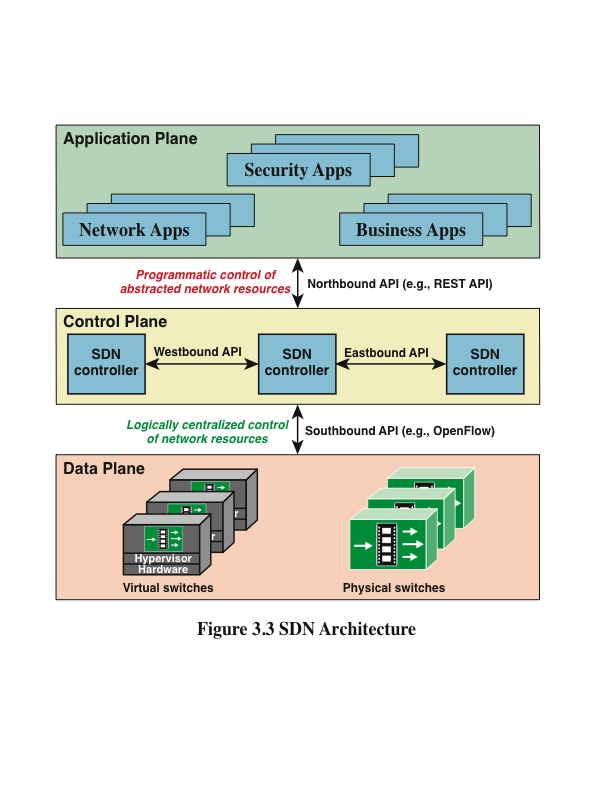 Application Plane
Security Apps
Network Apps
Business Apps
Programmatic control of
abstracted network resources
Northbound API (e.g., REST API)
Control Plane
SDN
controller
Westbound API
SDN
controller
Eastbound API
SDN
controller
Logically centralized control
of network resources
Southbound API (e.g., OpenFlow)
Data Plane
r
r
Hypervisor
Hardware
Virtual switches
Physical switches
Figure 3.3 SDN Architecture